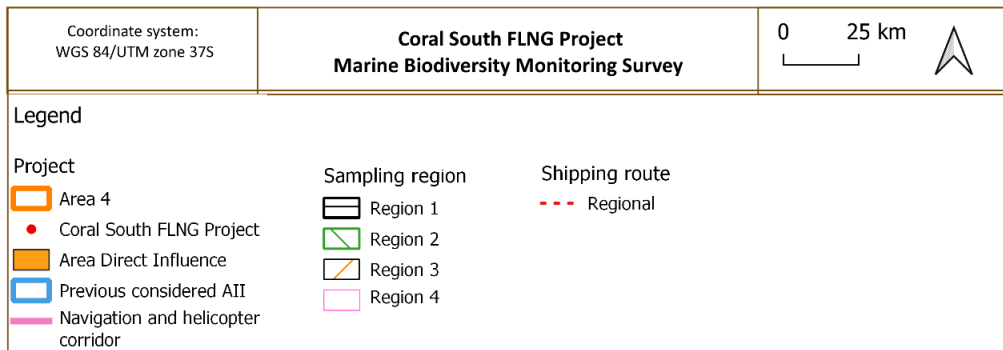 Coordinate system:
WGS 84/UTM zone 37S
Coral South FLNG Project
Marine Biodiversity Monitoring Survey
0 25 km
Legend
Project
Area 4
Coral South FLNG Project
Area Direct Influence
Previous considered AII
Navigation and helicopter
corridor
Sampling region
Region 1
Region 2
Region 3
Region 4
Shipping route
Regional